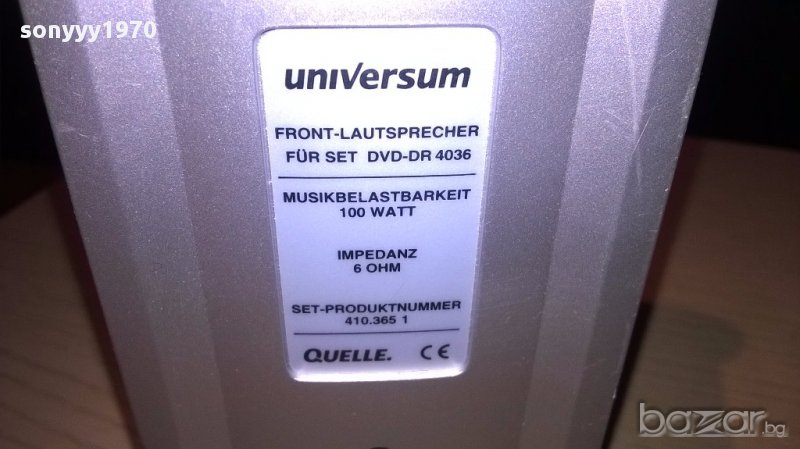 sonyyy1970
universum
FRONT-LAUTSPRECHER
FÜR SET DVD-DR 4036
MUSIKBELASTBARKEIT
100 WATT
IMPEDANZ
6 OHM
SET-PRODUKTNUMMER
410.365 1
QUELLE. CE
bazar.bg